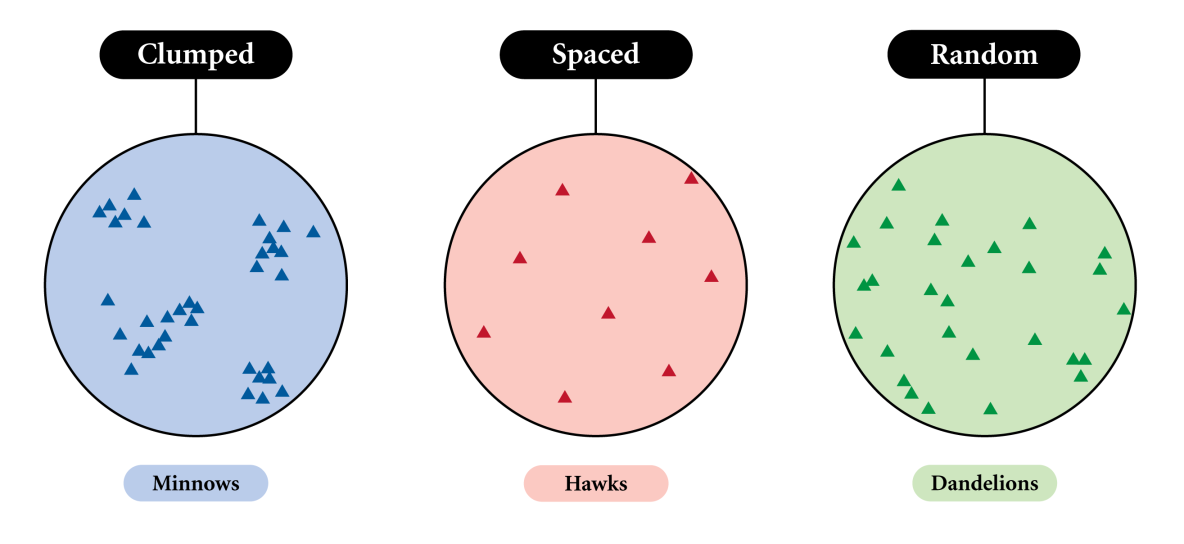 Clumped
Spaced
Random
Minnows
Hawks
Dandelions